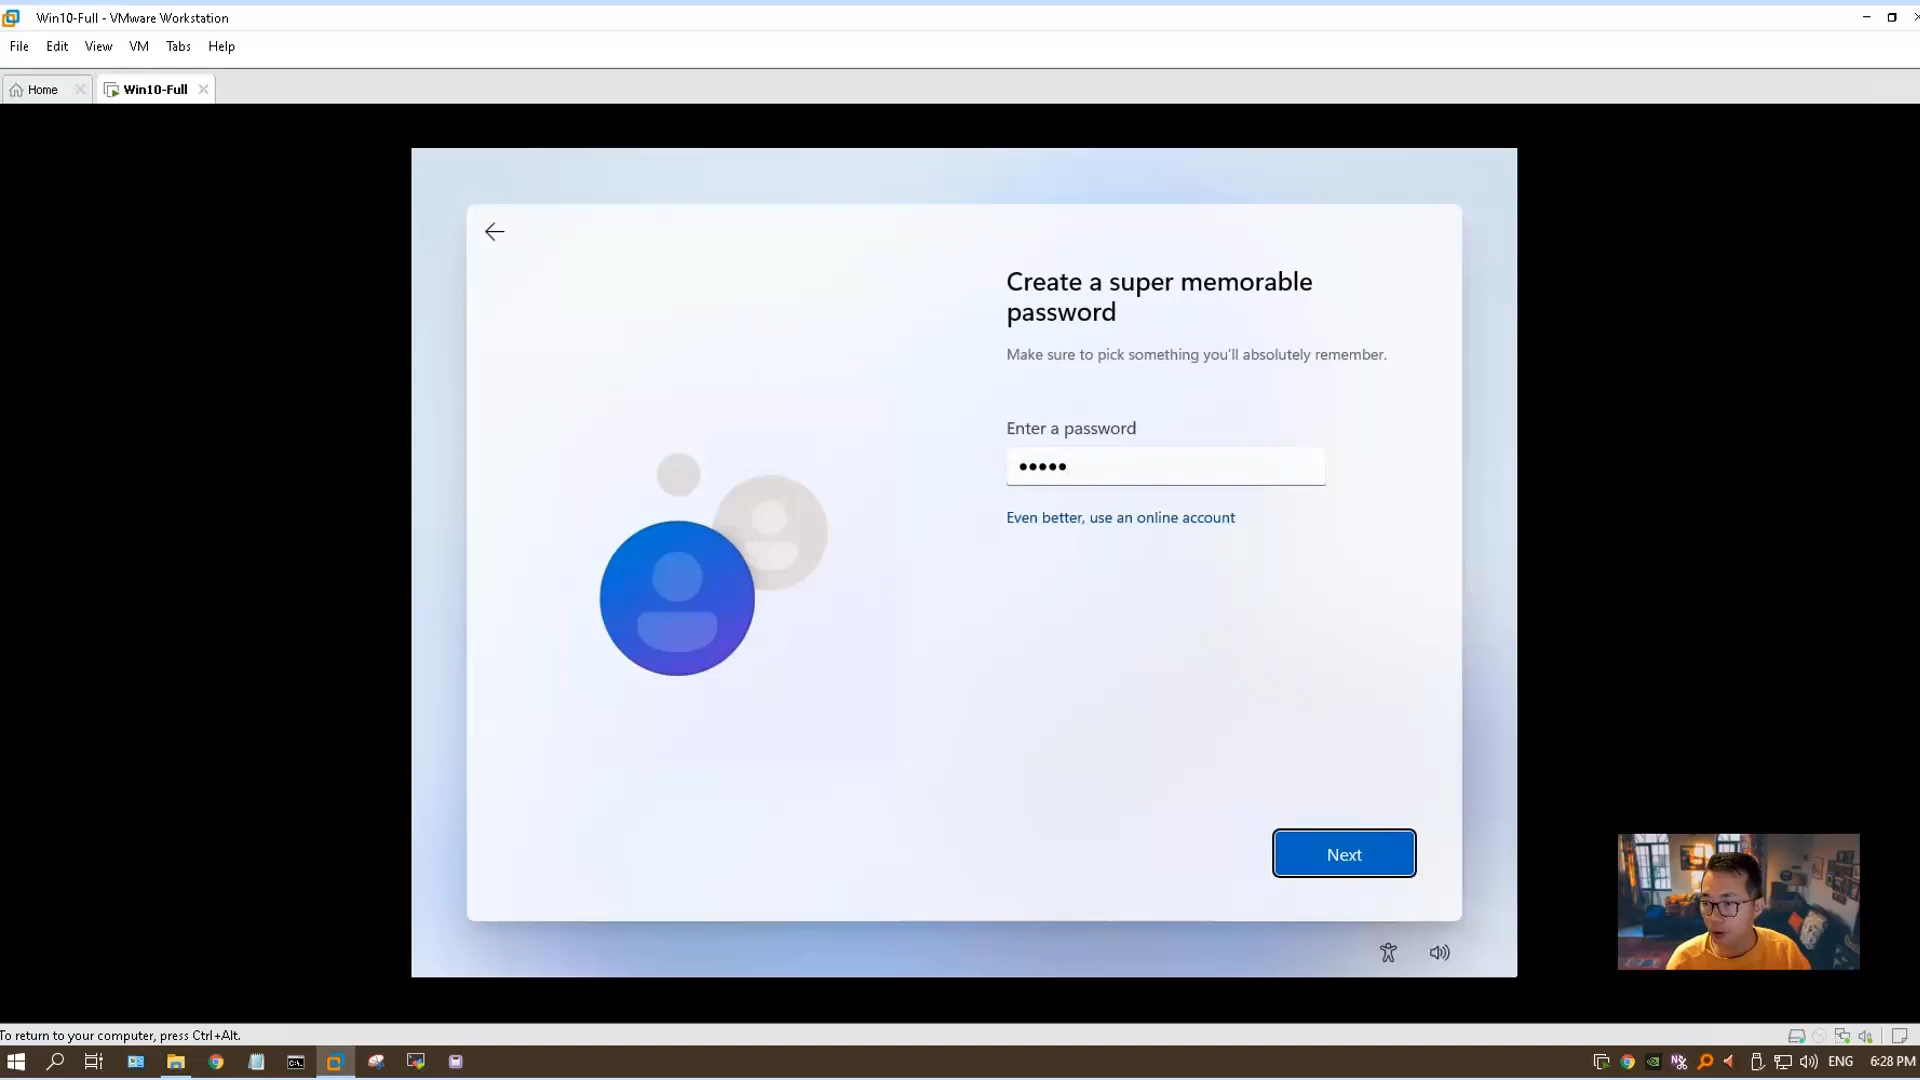 Win10-Full - VMware Workstation
File Edit View VM Tabs Help
Home Win10-Full
Create a super memorable
password
Make sure to pick something you'll absolutely remember.
Enter a password
•••••
Even better, use an online account
Next
To return to your computer, press Ctrl+Alt.
ENG 6:28 PM